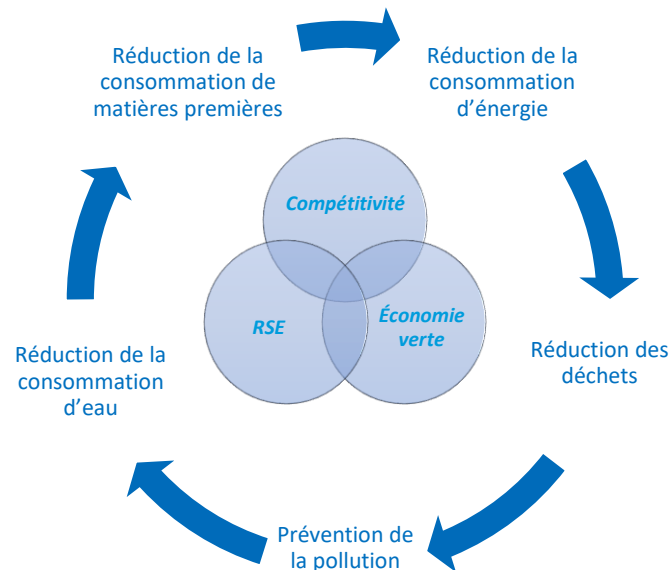 Réduction de la
consommation de
matières premières
Réduction de la
consommation
d’énergie
Compétitivité
RSE
Économie
verte
Réduction de la
consommation
d’eau
Réduction des
déchets
Prévention de
la pollution